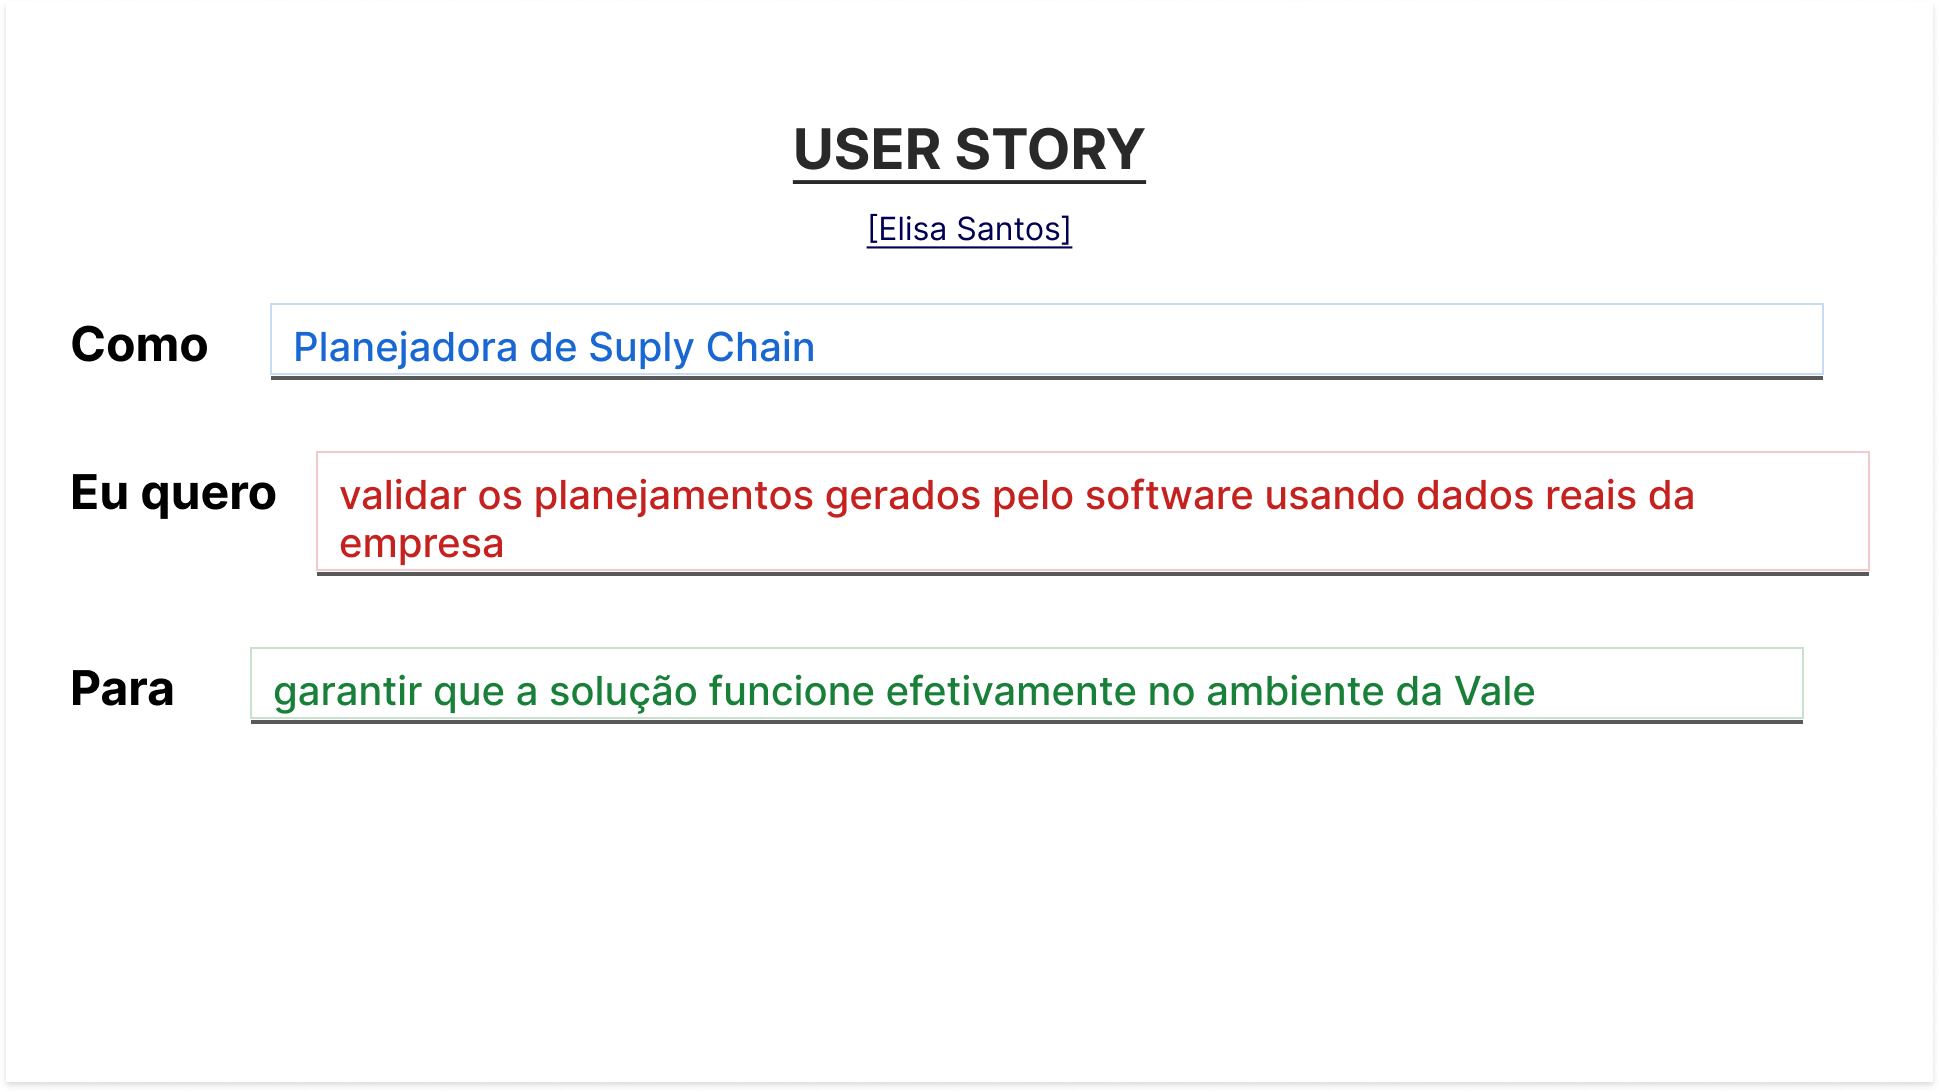 USER STORY
[Elisa Santos]
Como Planejadora de Suply Chain
Eu quero validar os planejamentos gerados pelo software usando dados reais da
empresa
Para garantir que a solução funcione efetivamente no ambiente da Vale